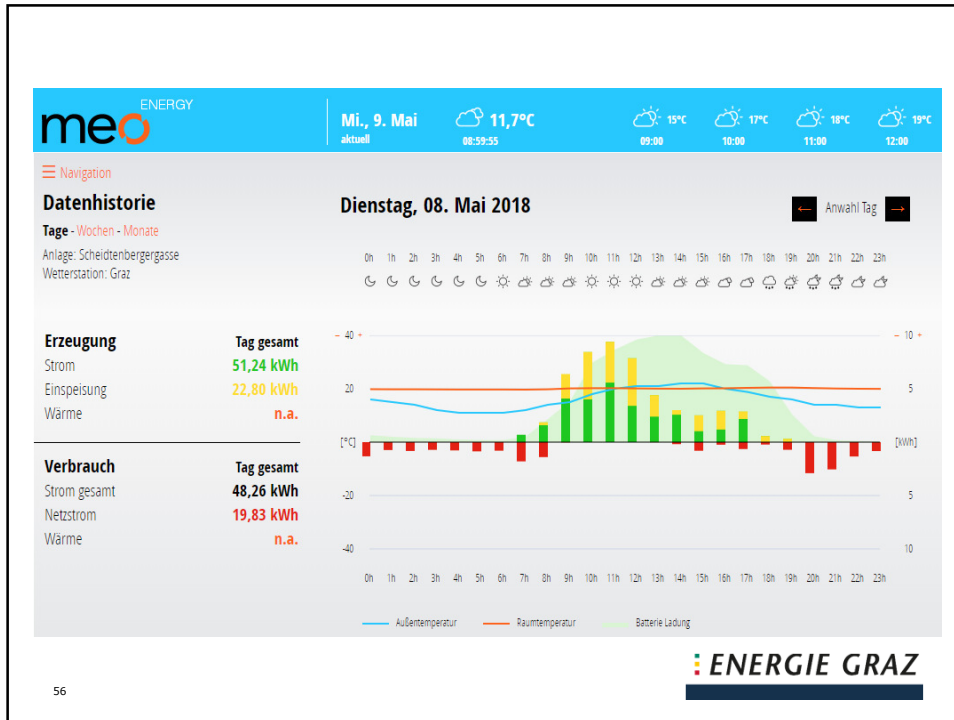 meo ENERGY
Mi., 9. Mai
aktuell
11,7°C
08:59:55
15°C
09:00
17°C
10:00
18°C
11:00
19°C
12:00
Navigation
Datenhistorie
Tage - Wochen - Monate
Anlage: Scheidtenbergergasse
Wetterstation: Graz
Dienstag, 08. Mai 2018
← Anwahl Tag →
0h 1h 2h 3h 4h 5h 6h 7h 8h 9h 10h 11h 12h 13h 14h 15h 16h 17h 18h 19h 20h 21h 22h 23h
Erzeugung Tag gesamt
Strom 51,24 kWh
Einspeisung 22,80 kWh
Wärme n.a.
Verbrauch Tag gesamt
Strom gesamt 48,26 kWh
Netzstrom 19,83 kWh
Wärme n.a.
− 40 + − 10 +
20 5
[°C] [kWh]
-20 5
-40 10
0h 1h 2h 3h 4h 5h 6h 7h 8h 9h 10h 11h 12h 13h 14h 15h 16h 17h 18h 19h 20h 21h 22h 23h
Außentemperatur Raumtemperatur Batterie Ladung
ENERGIE GRAZ
56